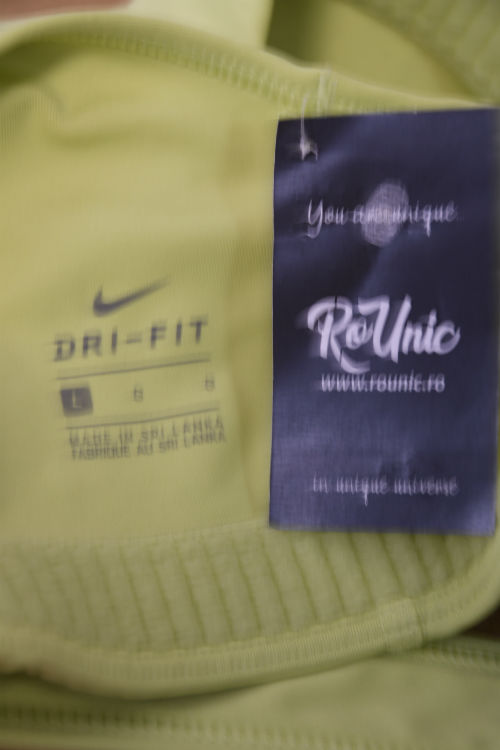 DRI-FIT
L G G
MADE IN SRI LANKA
FABRIQUE AU SRI LANKA
You are unique
RoUnic
www.rounic.ro
in unique universe